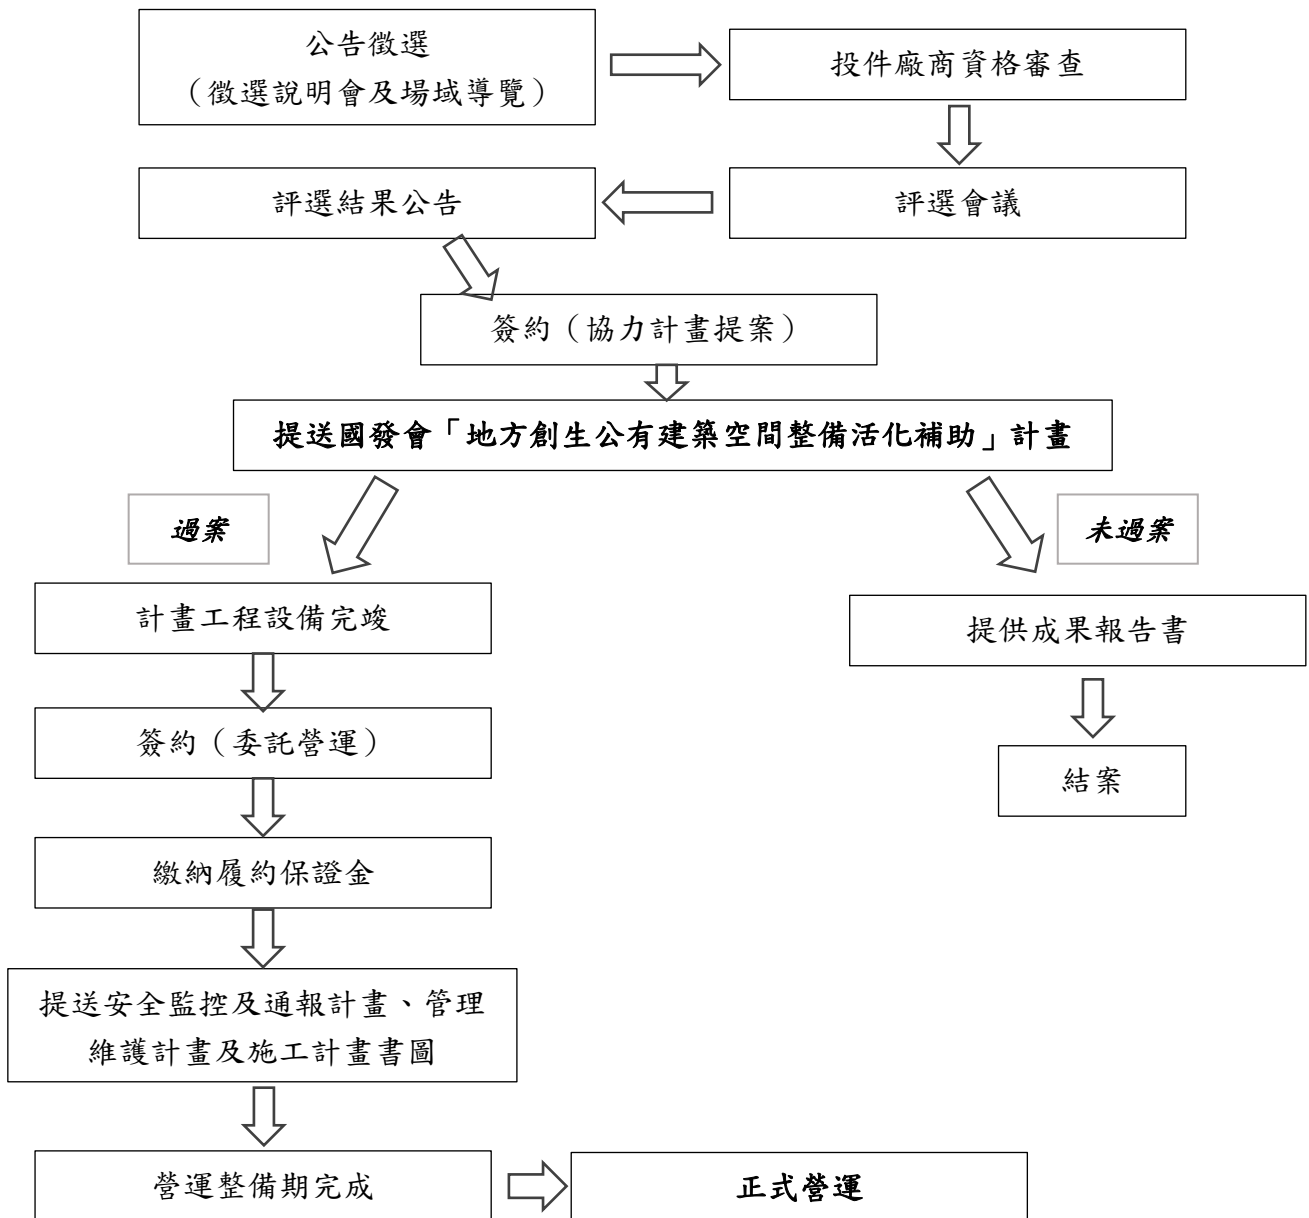 公告徵選
（徵選說明會及場域導覽）
投件廠商資格審查
評選結果公告
評選會議
簽約（協力計畫提案）
提送國發會「地方創生公有建築空間整備活化補助」計畫
過案
未過案
計畫工程設備完竣
提供成果報告書
簽約（委託營運）
結案
繳納履約保證金
提送安全監控及通報計畫、管理
維護計畫及施工計畫書圖
營運整備期完成
正式營運